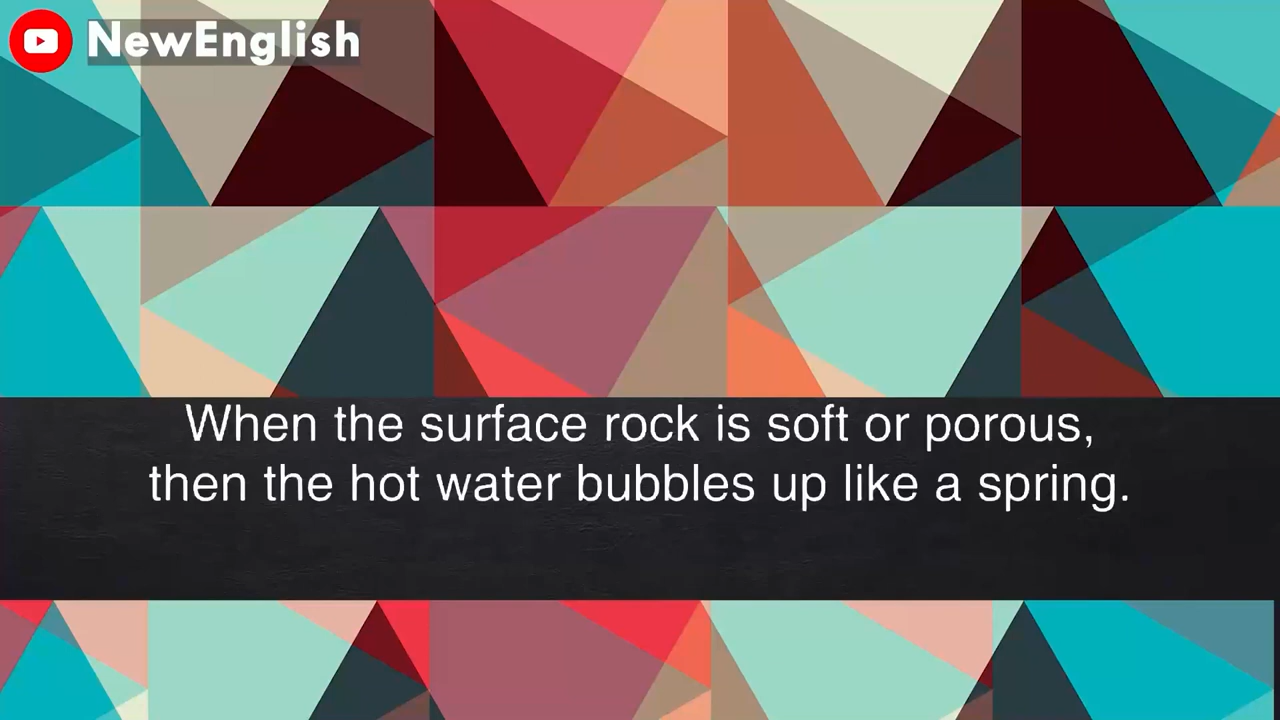 NewEnglish
When the surface rock is soft or porous,
then the hot water bubbles up like a spring.